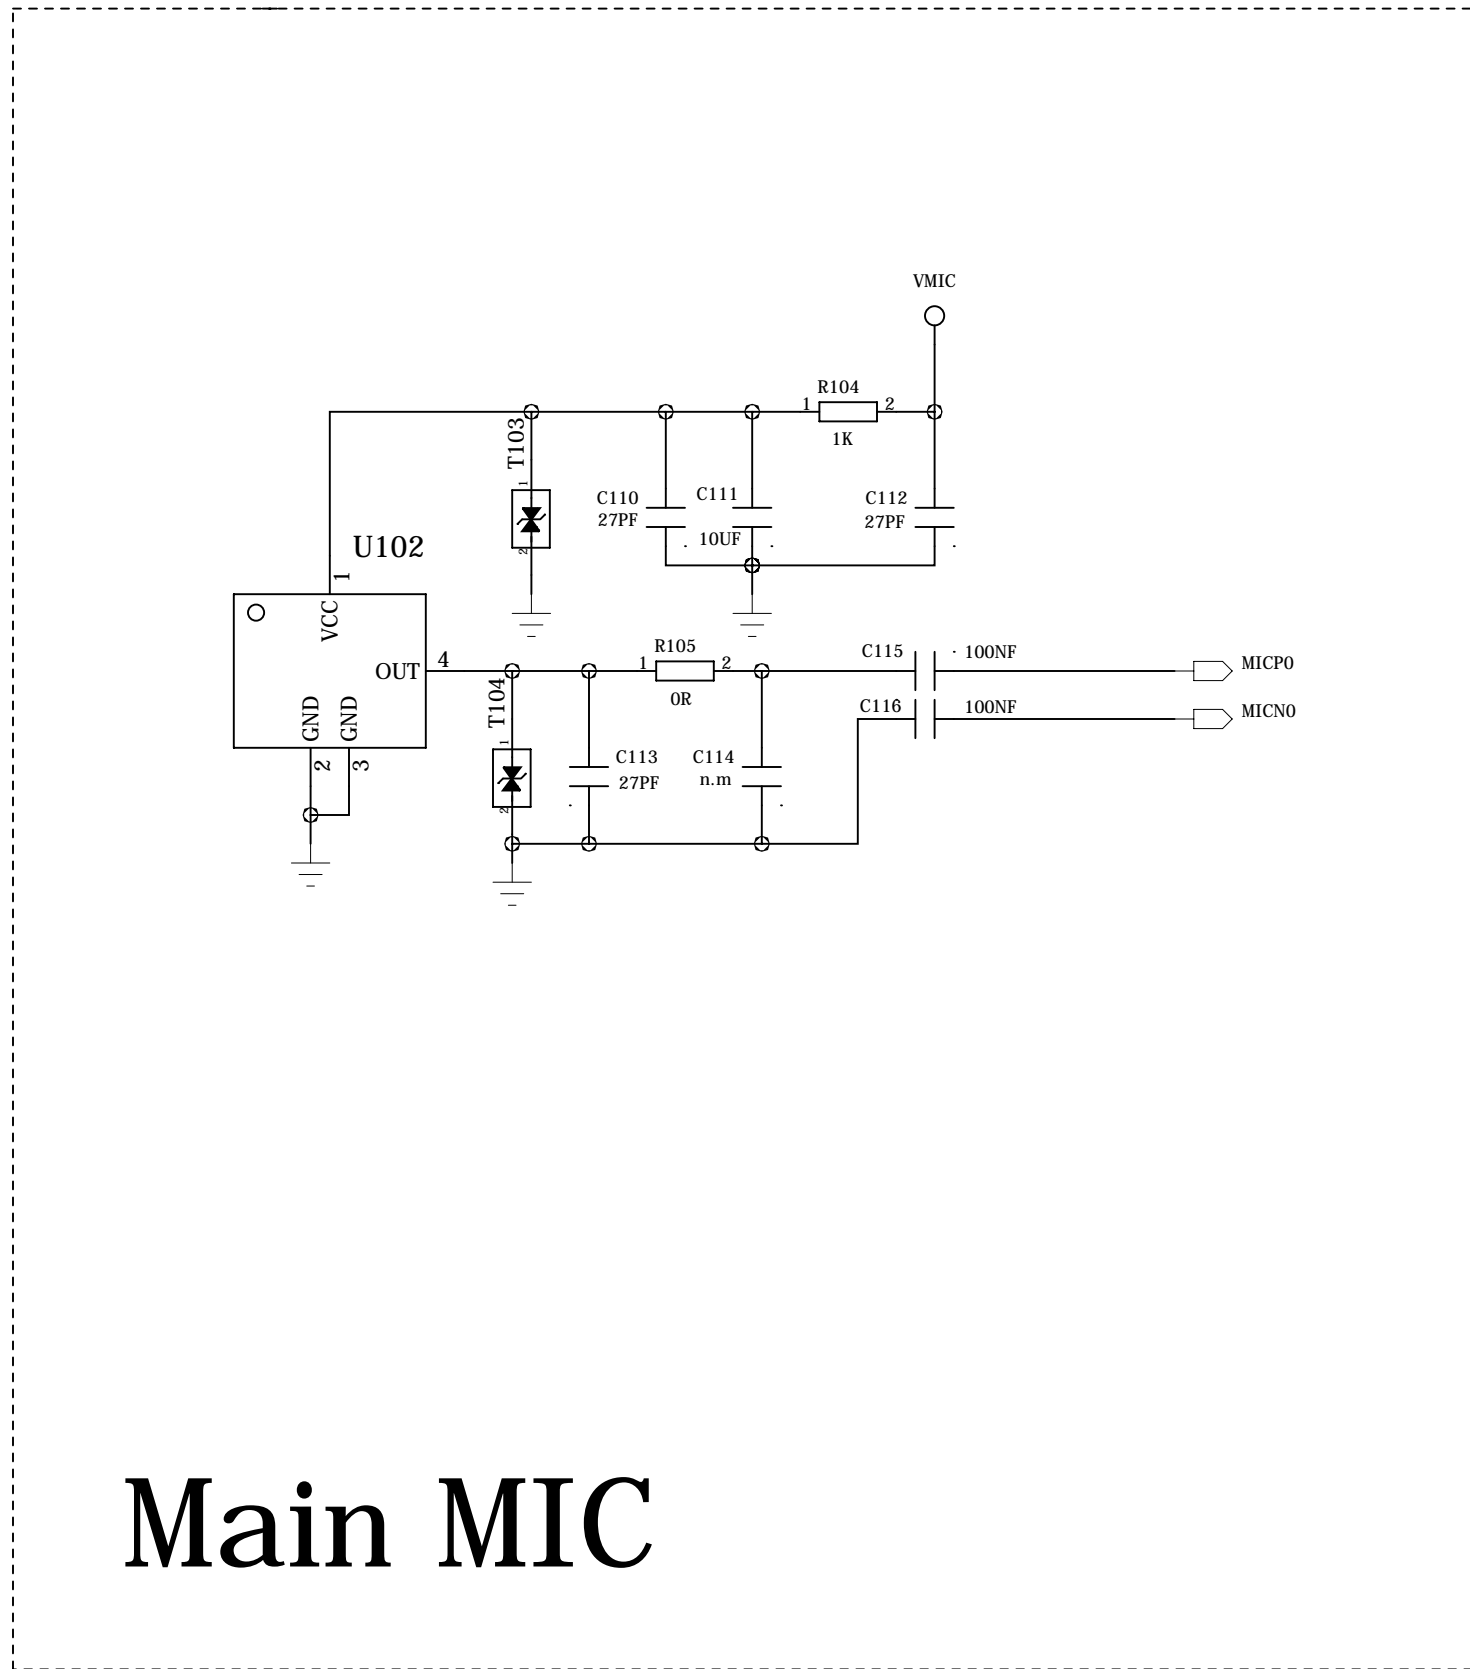 VMIC
R104
1 2
1K
T103
1
2
C110
27PF
C111
10UF
C112
27PF
U102
1
VCC
OUT
4
GND
GND
2
3
T104
1
2
R105
1 2
0R
C113
27PF
C114
n.m
C115
100NF
MICP0
C116
100NF
MICN0
Main MIC